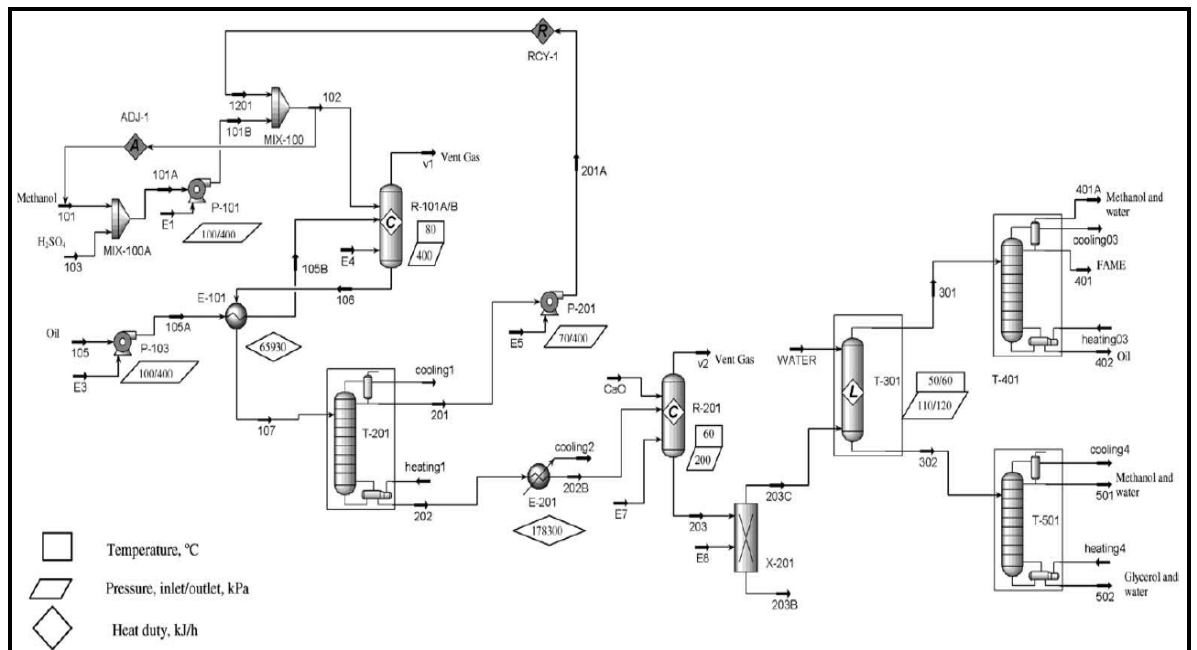 R
RCY-1
1201
102
ADJ-1
101B
MIX-100
A
v1
Vent Gas
201A
Methanol
101
101A
P-101
R-101A/B
C
80
400
E1
100/400
MIX-100A
H2SO4
103
E4
105B
106
E-101
P-201
Oil
105
105A
P-103
65930
E5
70/400
E3
100/400
107
cooling1
201
T-201
heating1
202
cooling2
E-201
202B
178300
v2
Vent Gas
CaO
R-201
C
60
200
E7
203
203C
E8
X-201
203B
WATER
L
T-301
50/60
110/120
301
302
401A
Methanol and
water
cooling03
FAME
401
heating03
Oil
402
T-401
cooling4
Methanol and
501
water
T-501
heating4
Glycerol and
502
water
Temperature, °C
Pressure, inlet/outlet, kPa
Heat duty, kJ/h